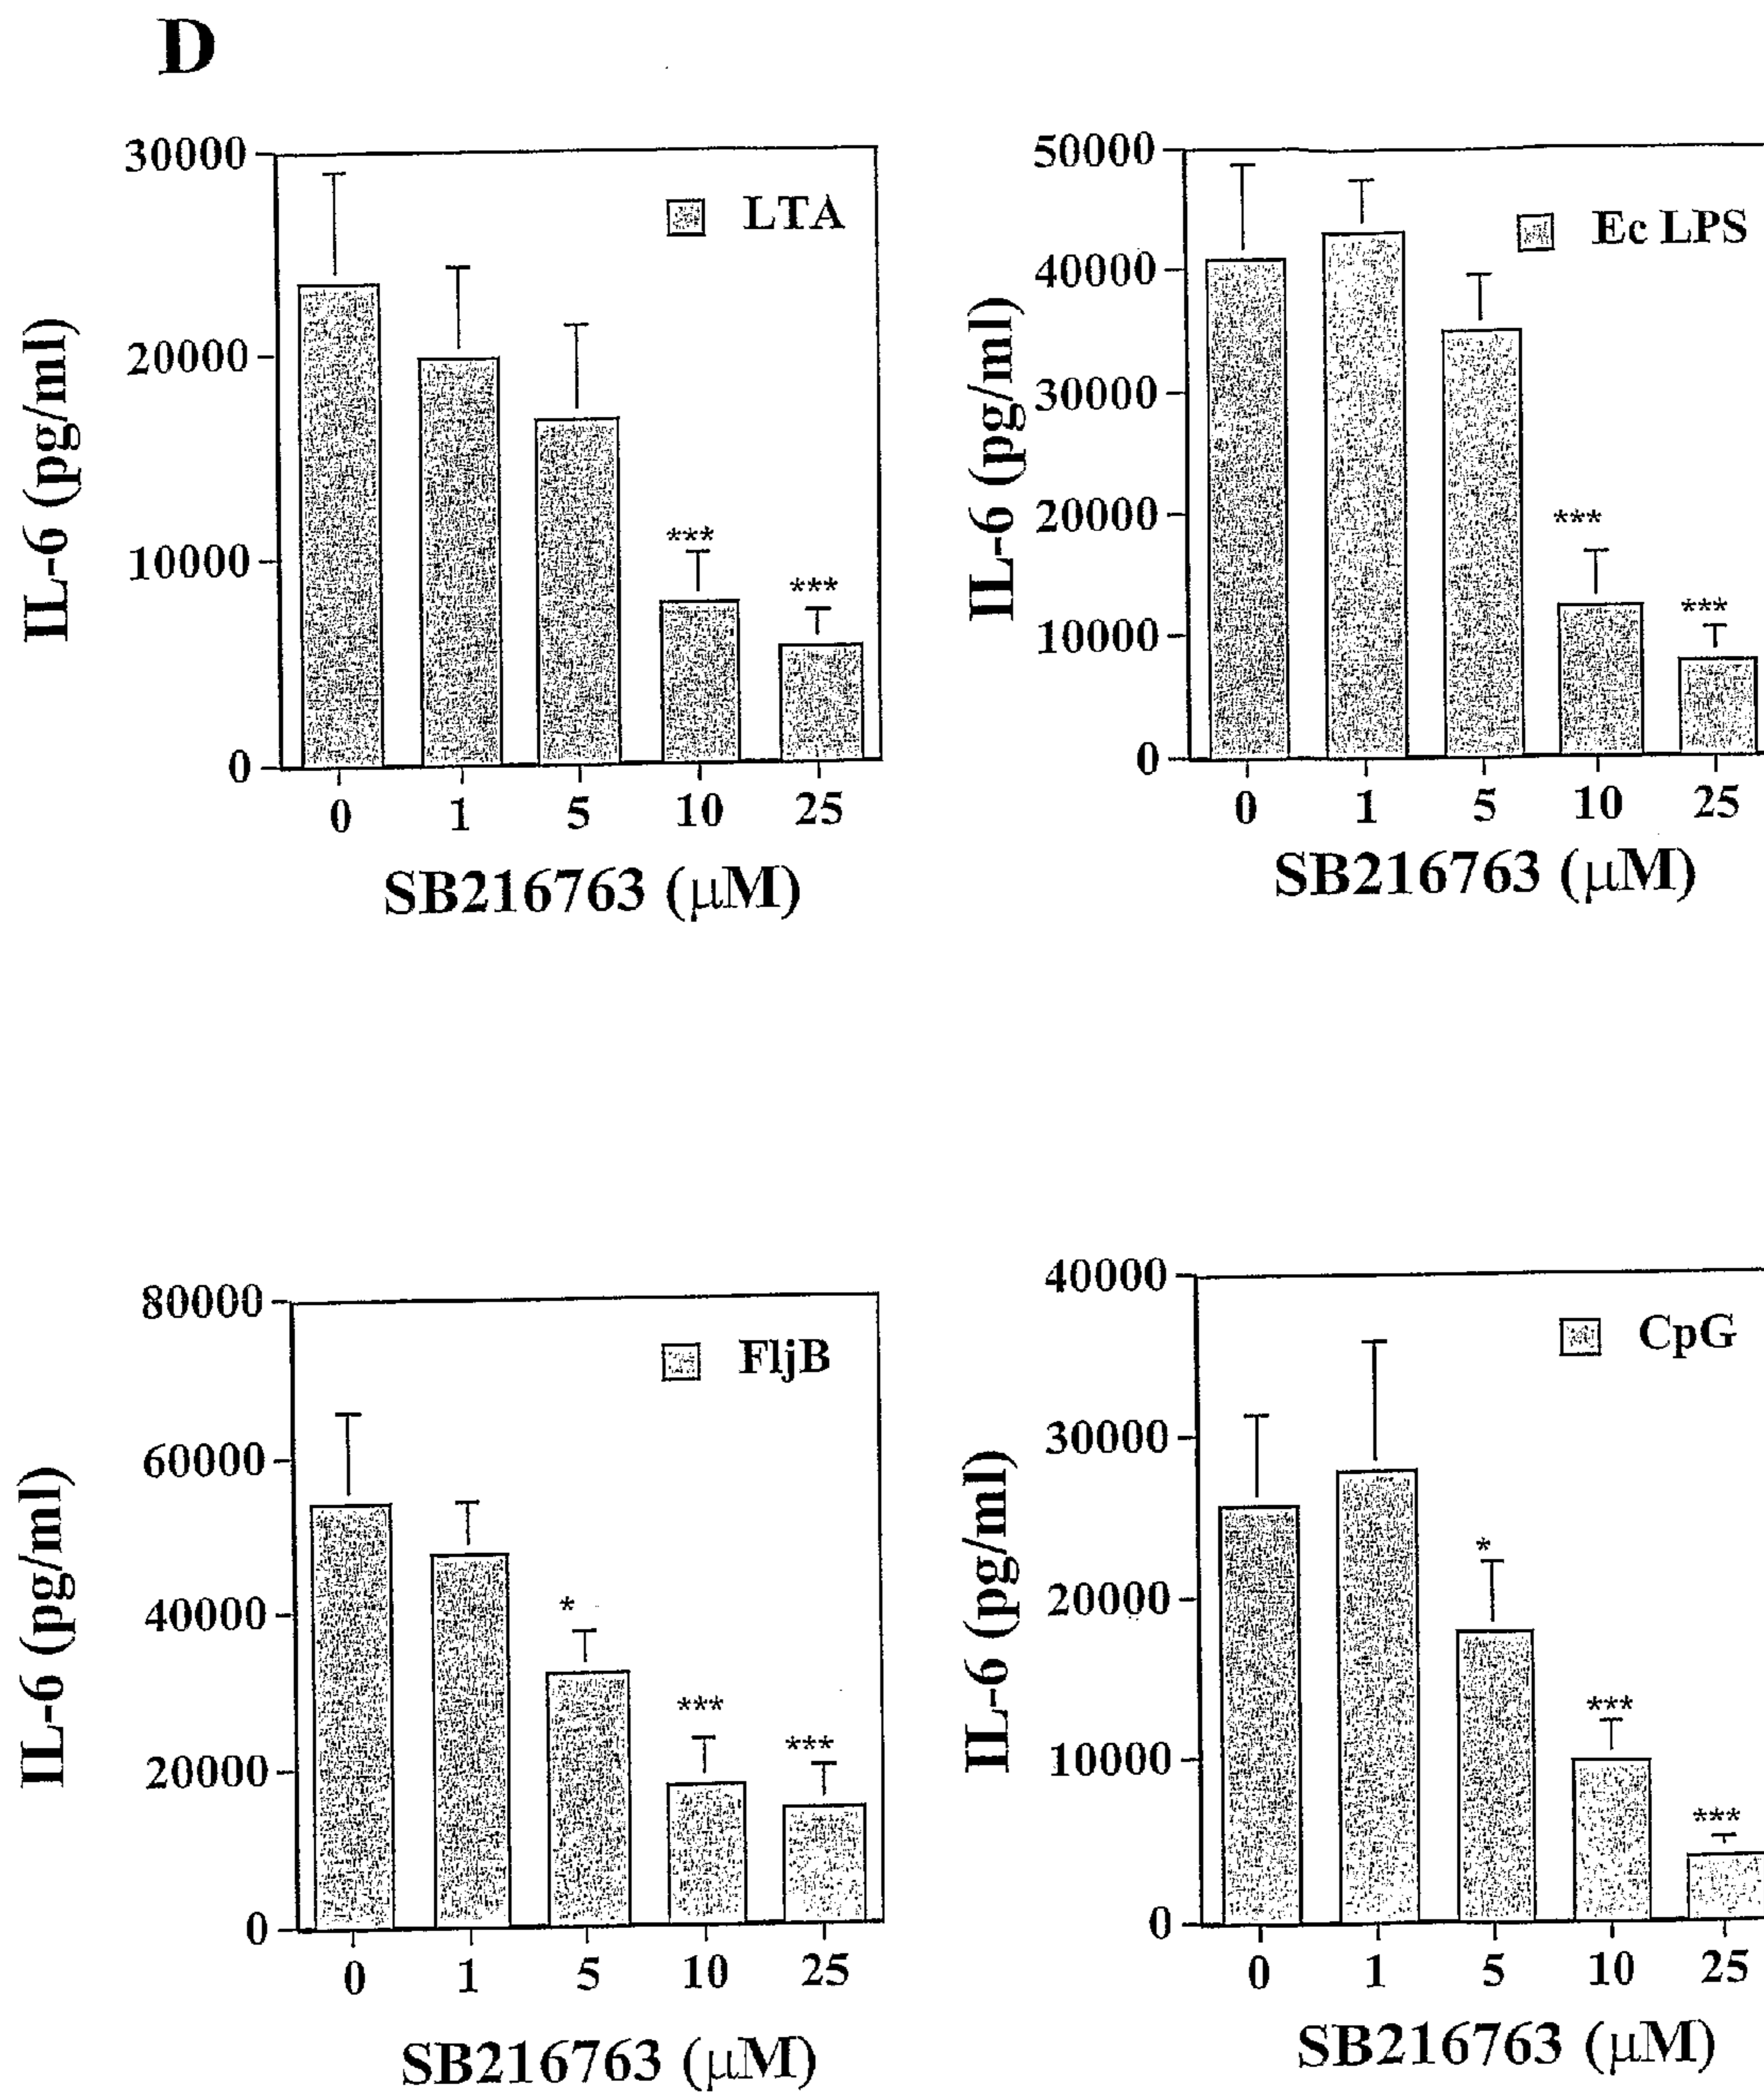 D
30000
20000
10000
0
IL-6 (pg/ml)
LTA
***
***
0 1 5 10 25
SB216763 (μM)
50000
40000
30000
20000
10000
0
IL-6 (pg/ml)
Ec LPS
***
***
0 1 5 10 25
SB216763 (μM)
80000
60000
40000
20000
0
IL-6 (pg/ml)
FljB
*
***
***
0 1 5 10 25
SB216763 (μM)
40000
30000
20000
10000
0
IL-6 (pg/ml)
CpG
*
***
***
0 1 5 10 25
SB216763 (μM)